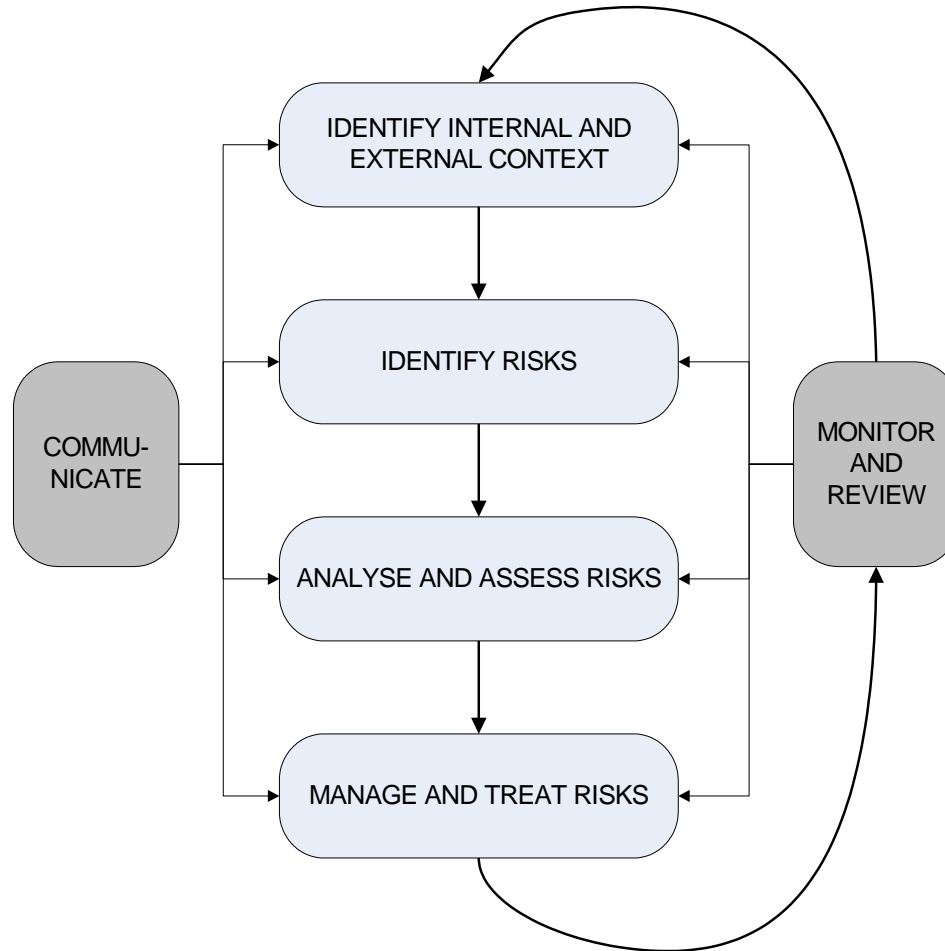 IDENTIFY INTERNAL AND
EXTERNAL CONTEXT
IDENTIFY RISKS
COMMU-
NICATE
MONITOR
AND
REVIEW
ANALYSE AND ASSESS RISKS
MANAGE AND TREAT RISKS